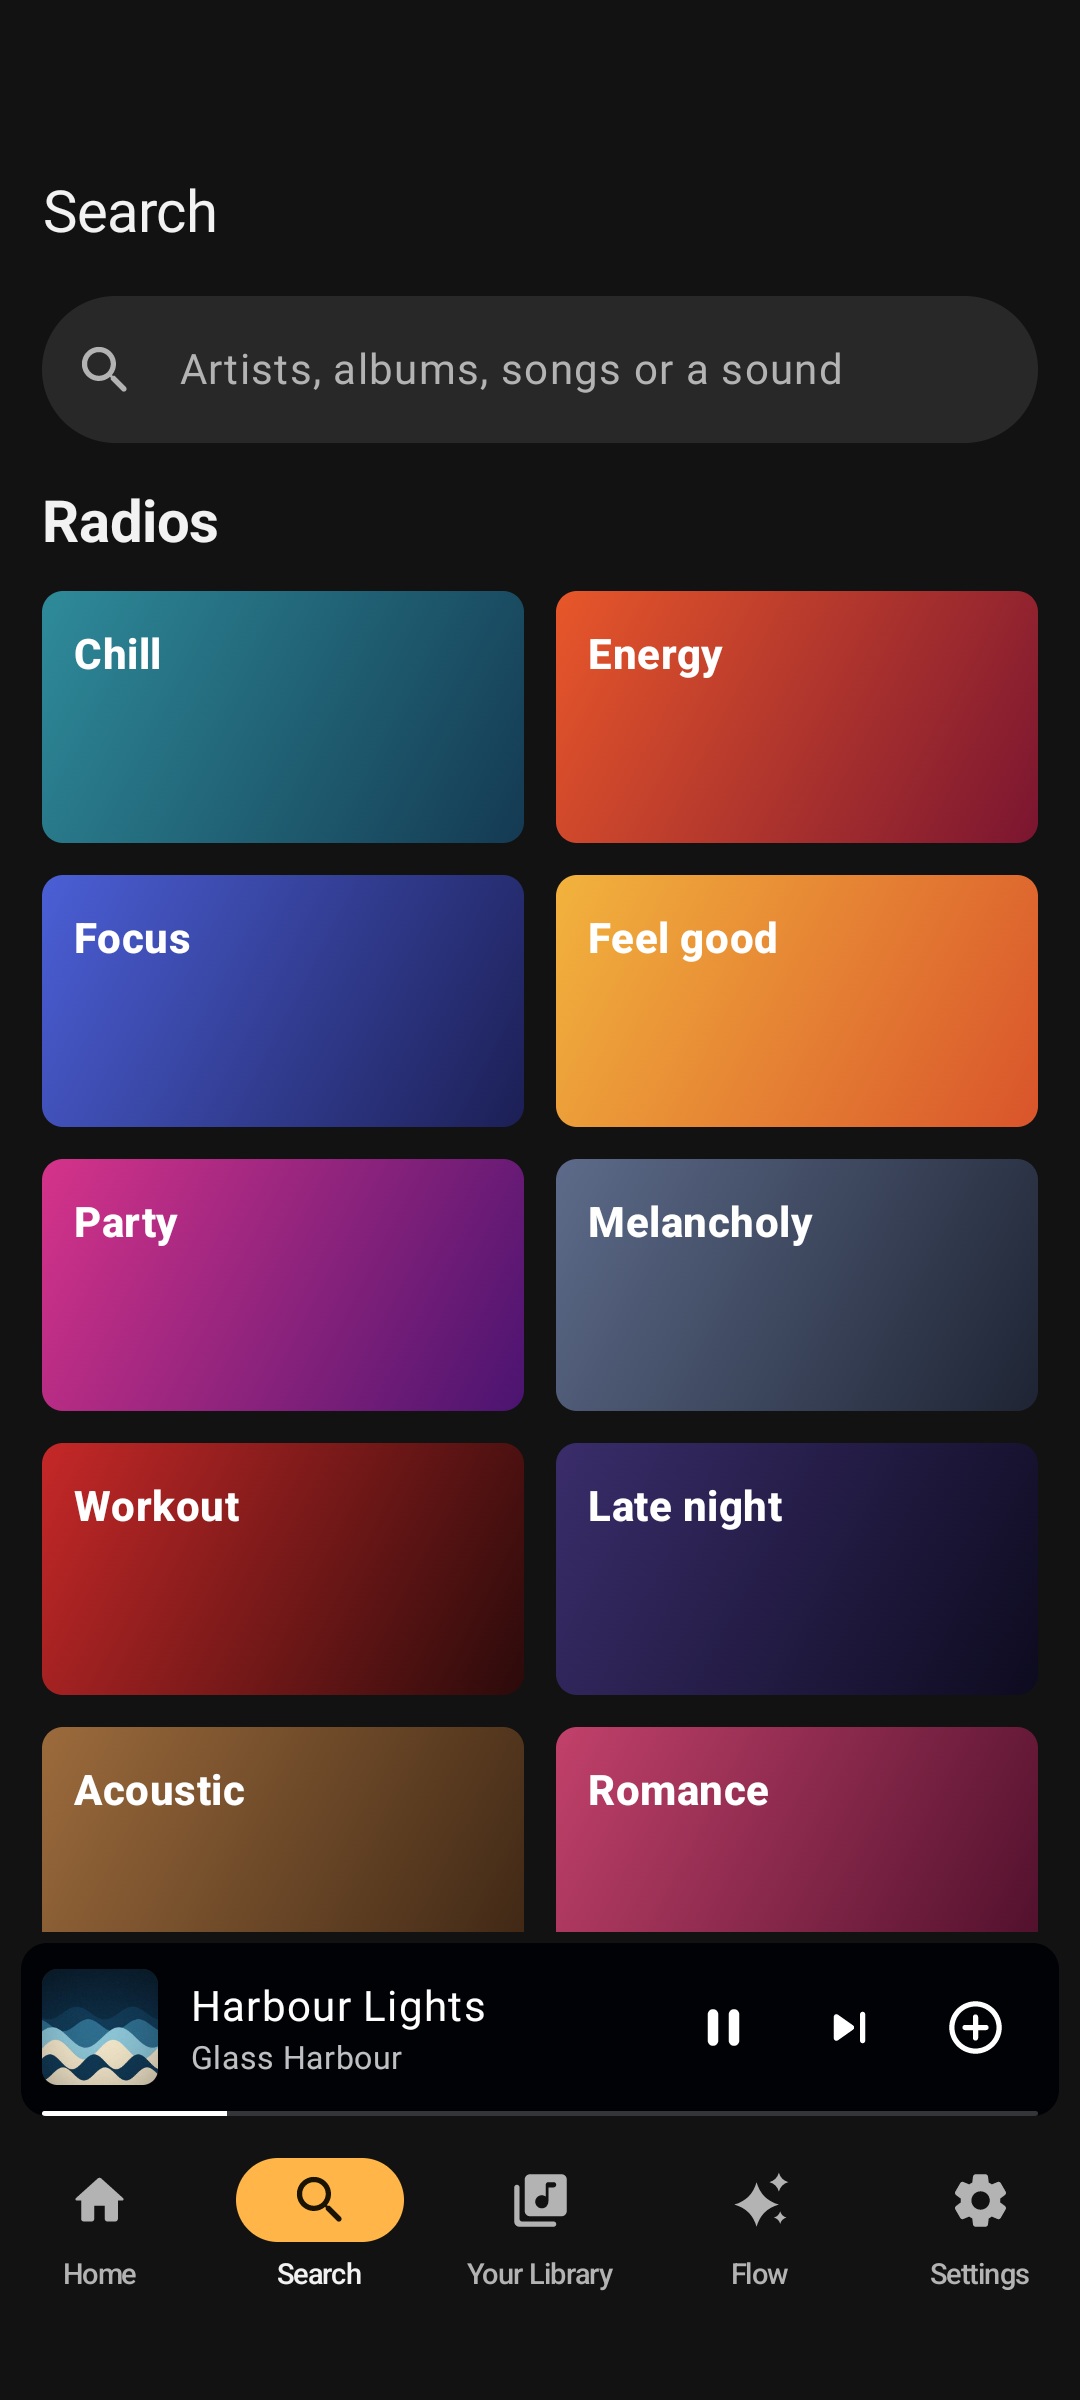 Search
Artists, albums, songs or a sound
Radios
Chill
Energy
Focus
Feel good
Party
Melancholy
Workout
Late night
Acoustic
Romance
Harbour Lights
Glass Harbour
Home
Search
Your Library
Flow
Settings